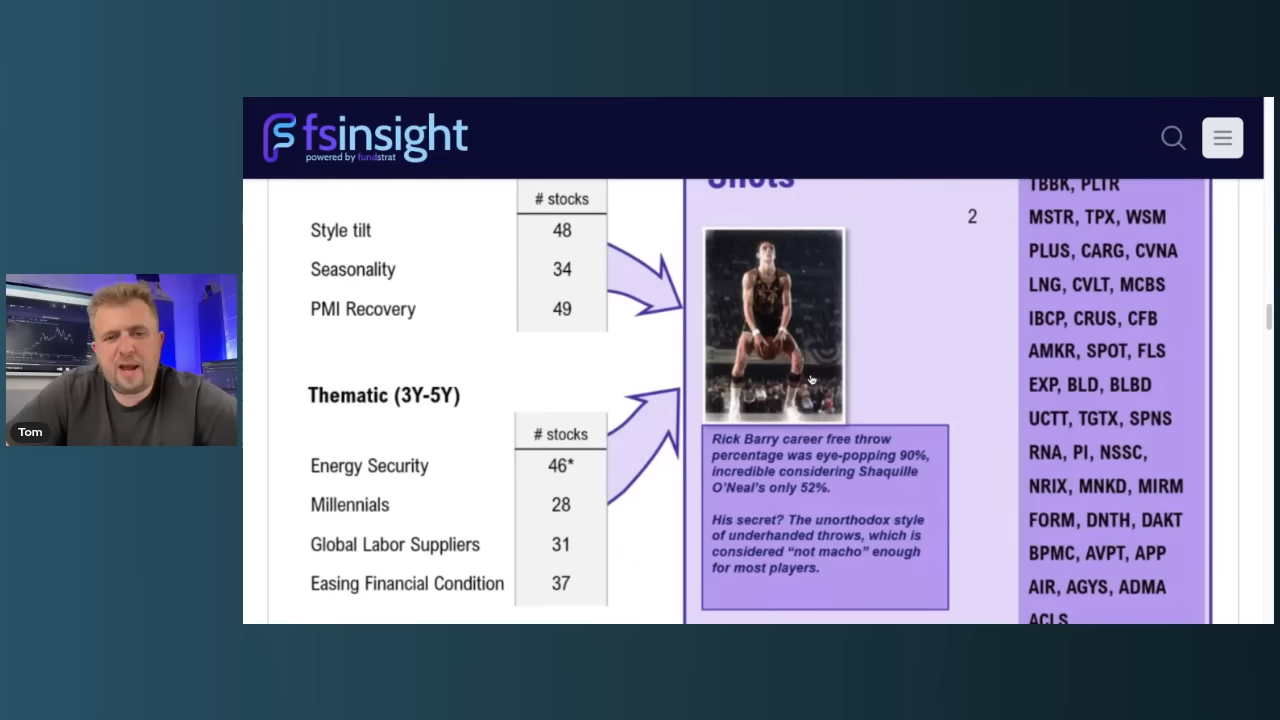 fsinsight
powered by fundstrat
# stocks
Style tilt 48
Seasonality 34
PMI Recovery 49
Thematic (3Y-5Y)
# stocks
Energy Security 46*
Millennials 28
Global Labor Suppliers 31
Easing Financial Condition 37
Shots
Rick Barry career free throw
percentage was eye-popping 90%,
incredible considering Shaquille
O’Neal’s only 52%.
His secret? The unorthodox style
of underhanded throws, which is
considered “not macho” enough
for most players.
2
TBBK, PLTR
MSTR, TPX, WSM
PLUS, CARG, CVNA
LNG, CVLT, MCBS
IBCP, CRUS, CFB
AMKR, SPOT, FLS
EXP, BLD, BLBD
UCTT, TGTX, SPNS
RNA, PI, NSSC,
NRIX, MNKD, MIRM
FORM, DNTH, DAKT
BPMC, AVPT, APP
AIR, AGYS, ADMA
ACLS
Tom